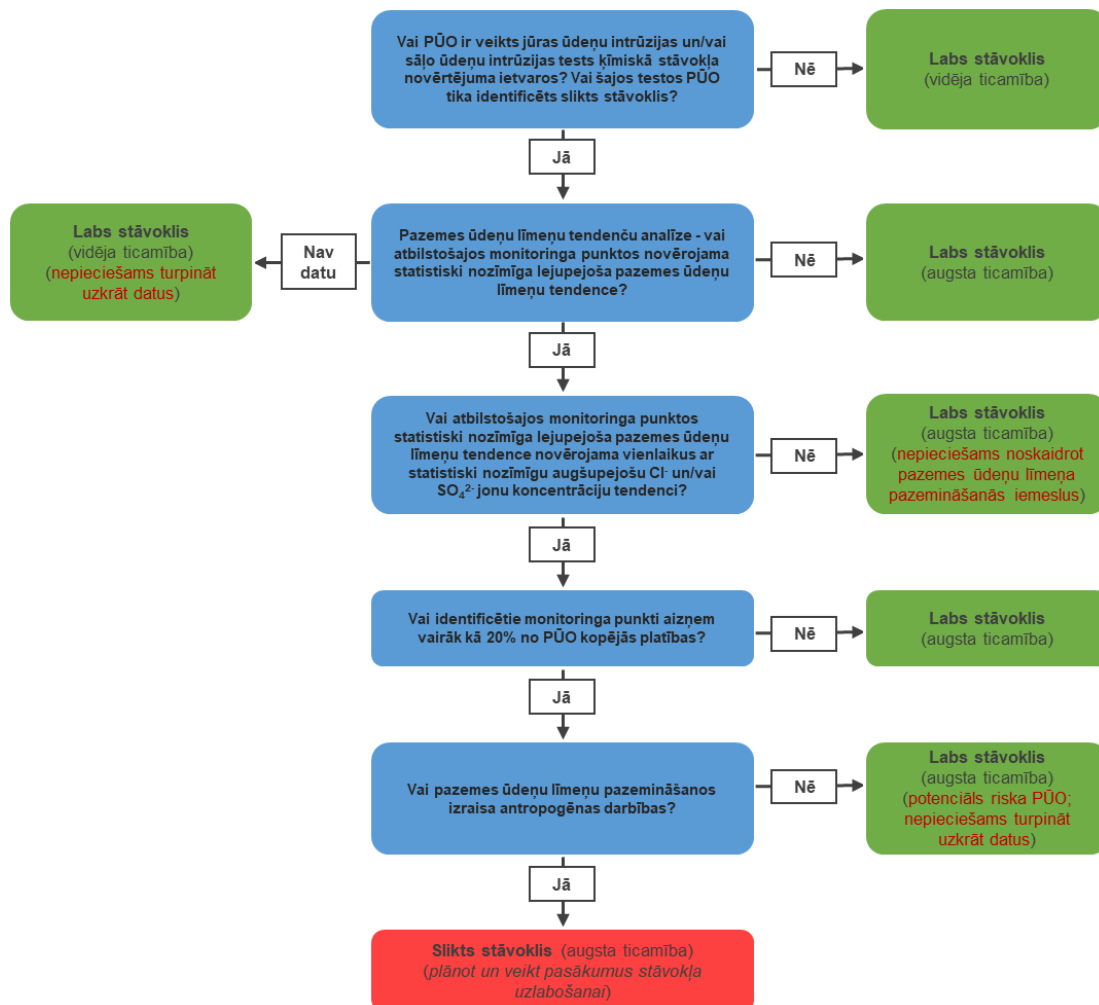 Vai PŪO ir veikts jūras ūdeņu intrūzijas un/vai
sāļo ūdeņu intrūzijas tests ķīmiskā stāvokļa
novērtējuma ietvaros? Vai šajos testos PŪO
tika identificēts slikts stāvoklis?
Nē
Labs stāvoklis
(vidēja ticamība)
Jā
Labs stāvoklis
(vidēja ticamība)
(nepieciešams turpināt
uzkrāt datus)
Nav
datu
Pazemes ūdeņu līmeņu tendenču analīze - vai
atbilstošajos monitoringa punktos novērojama
statistiski nozīmīga lejupejoša pazemes ūdeņu
līmeņu tendence?
Nē
Labs stāvoklis
(augsta ticamība)
Jā
Vai atbilstošajos monitoringa punktos
statistiski nozīmīga lejupejoša pazemes ūdeņu
līmeņu tendence novērojama vienlaikus ar
statistiski nozīmīgu augšupejošu Cl⁻ un/vai
SO₄²⁻ jonu koncentrāciju tendenci?
Nē
Labs stāvoklis
(augsta ticamība)
(nepieciešams noskaidrot
pazemes ūdeņu līmeņa
pazemināšanās iemeslus)
Jā
Vai identificētie monitoringa punkti aizņem
vairāk kā 20% no PŪO kopējās platības?
Nē
Labs stāvoklis
(augsta ticamība)
Jā
Vai pazemes ūdeņu līmeņu pazemināšanos
izraisa antropogēnas darbības?
Nē
Labs stāvoklis
(augsta ticamība)
(potenciāls riska PŪO;
nepieciešams turpināt
uzkrāt datus)
Jā
Slikts stāvoklis (augsta ticamība)
(plānot un veikt pasākumus stāvokļa
uzlabošanai)